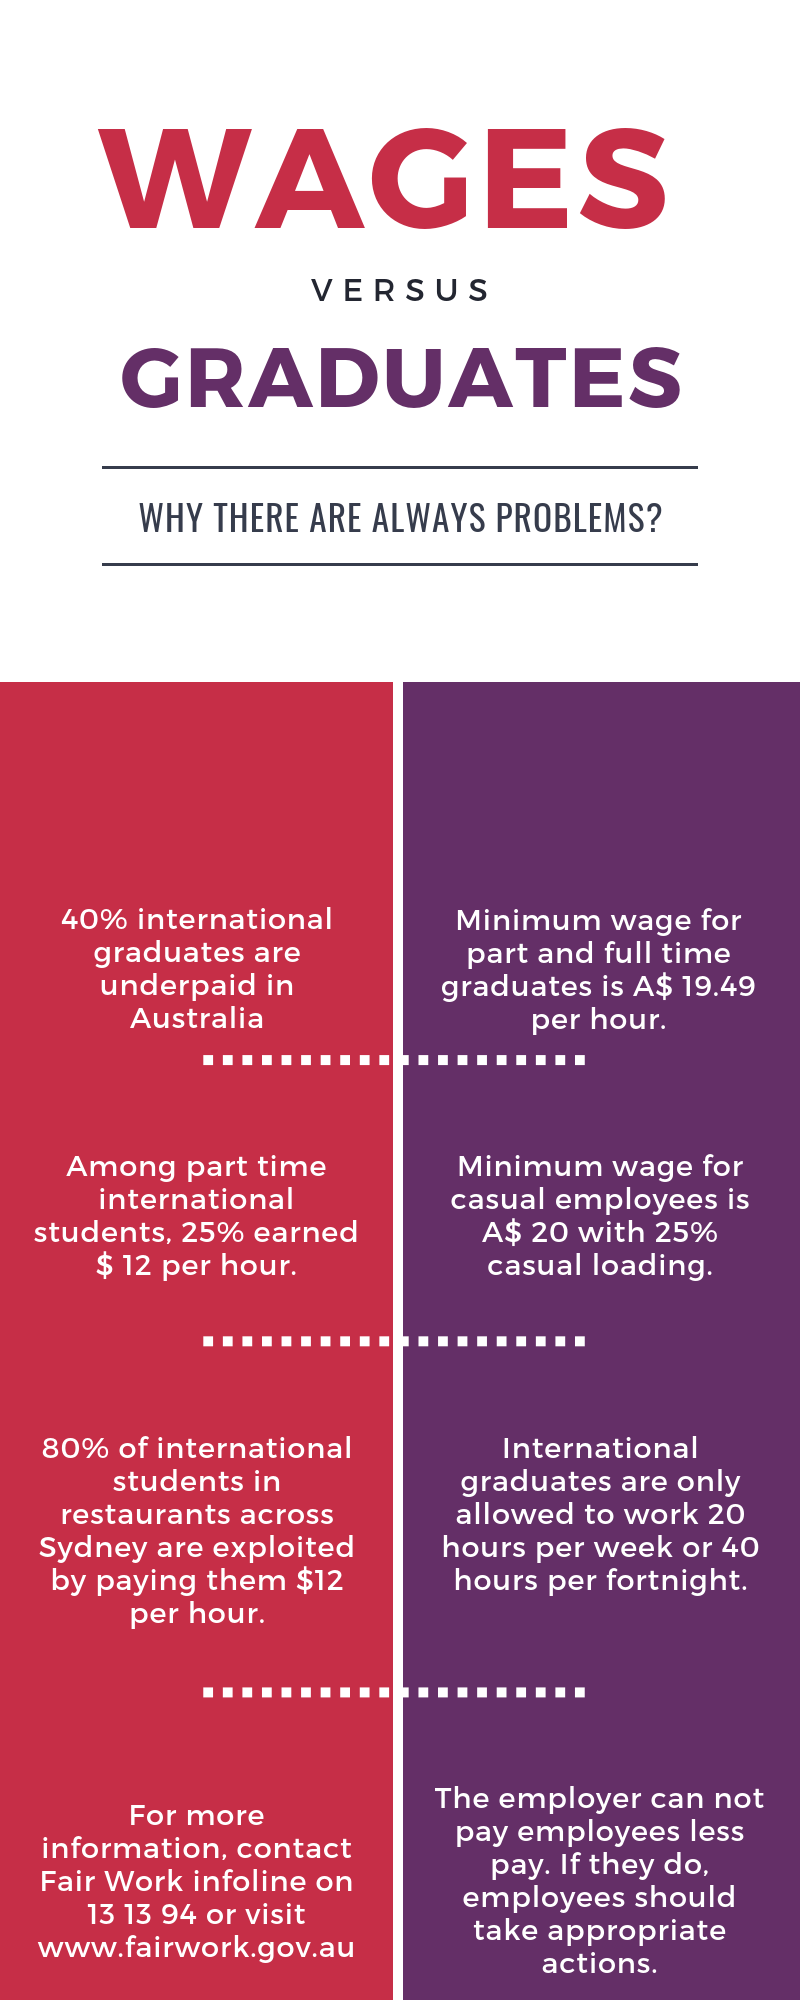 WAGES
VERSUS
GRADUATES
WHY THERE ARE ALWAYS PROBLEMS?
40% international
graduates are
underpaid in
Australia
Minimum wage for
part and full time
graduates is A$ 19.49
per hour.
Among part time
international
students, 25% earned
$ 12 per hour.
Minimum wage for
casual employees is
A$ 20 with 25%
casual loading.
80% of international
students in
restaurants across
Sydney are exploited
by paying them $12
per hour.
International
graduates are only
allowed to work 20
hours per week or 40
hours per fortnight.
For more
information, contact
Fair Work infoline on
13 13 94 or visit
www.fairwork.gov.au
The employer can not
pay employees less
pay. If they do,
employees should
take appropriate
actions.